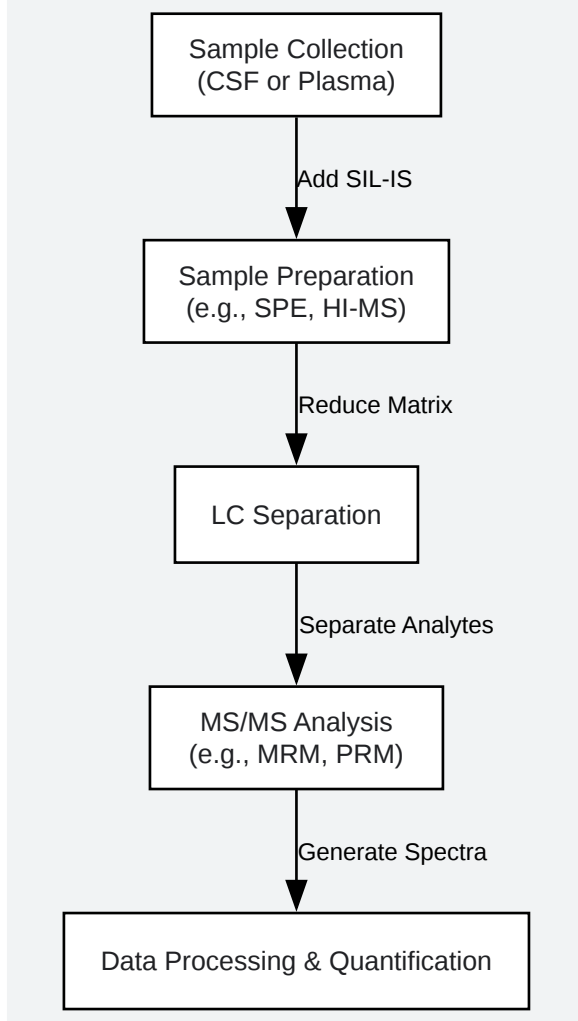 Sample Collection
(CSF or Plasma)
Add SIL-IS
Sample Preparation
(e.g., SPE, HI-MS)
Reduce Matrix
LC Separation
Separate Analytes
MS/MS Analysis
(e.g., MRM, PRM)
Generate Spectra
Data Processing & Quantification